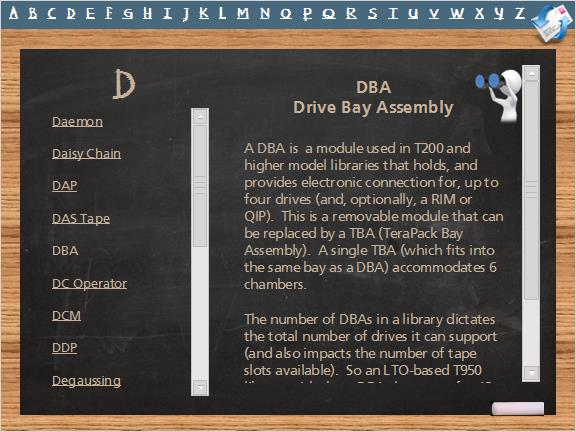 A B C D E F G H I J K L M N O P Q R S T U V W X Y Z
D
Daemon
Daisy Chain
DAP
DAS Tape
DBA
DC Operator
DCM
DDP
Degaussing
DBA
Drive Bay Assembly
A DBA is a module used in T200 and
higher model libraries that holds, and
provides electronic connection for, up to
four drives (and, optionally, a RIM or
QIP). This is a removable module that can
be replaced by a TBA (TeraPack Bay
Assembly). A single TBA (which fits into
the same bay as a DBA) accommodates 6
chambers.
The number of DBAs in a library dictates
the total number of drives it can support
(and also impacts the number of tape
slots available). So an LTO-based T950